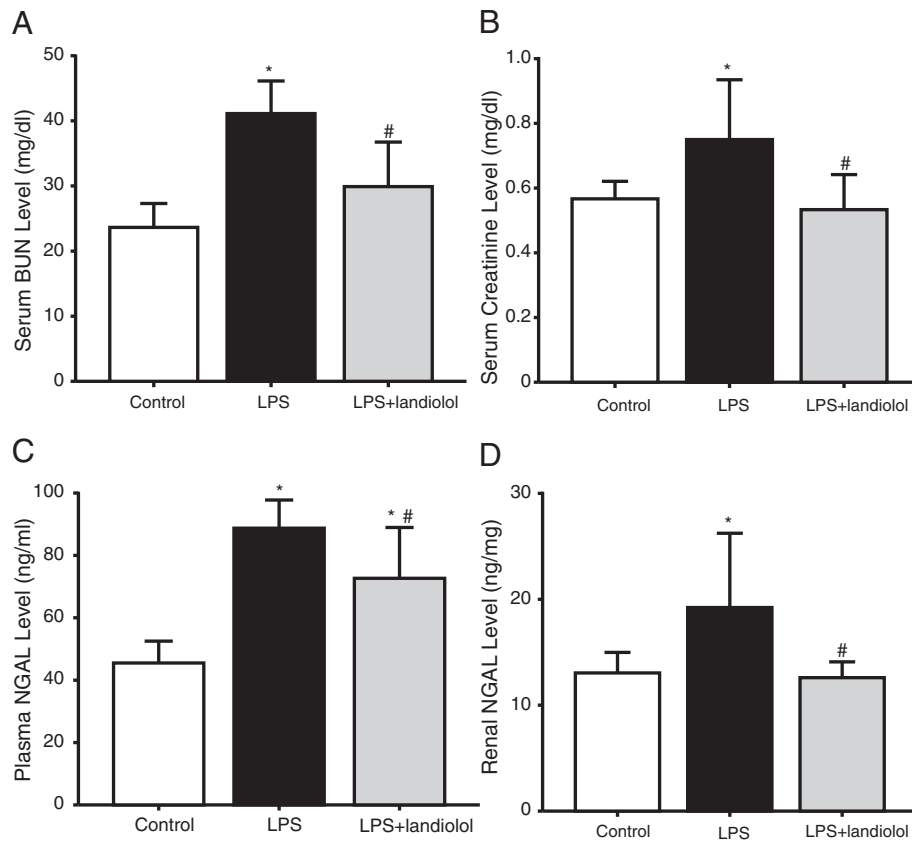 A
Serum BUN Level (mg/dl)
50
40
30
20
10
0
*
#
Control
LPS
LPS+landiolol
B
Serum Creatinine Level (mg/dl)
1.0
0.8
0.6
0.4
0.2
0
*
#
Control
LPS
LPS+landiolol
C
Plasma NGAL Level (ng/ml)
100
80
60
40
20
0
*
* #
Control
LPS
LPS+landiolol
D
Renal NGAL Level (ng/mg)
30
20
10
0
*
#
Control
LPS
LPS+landiolol